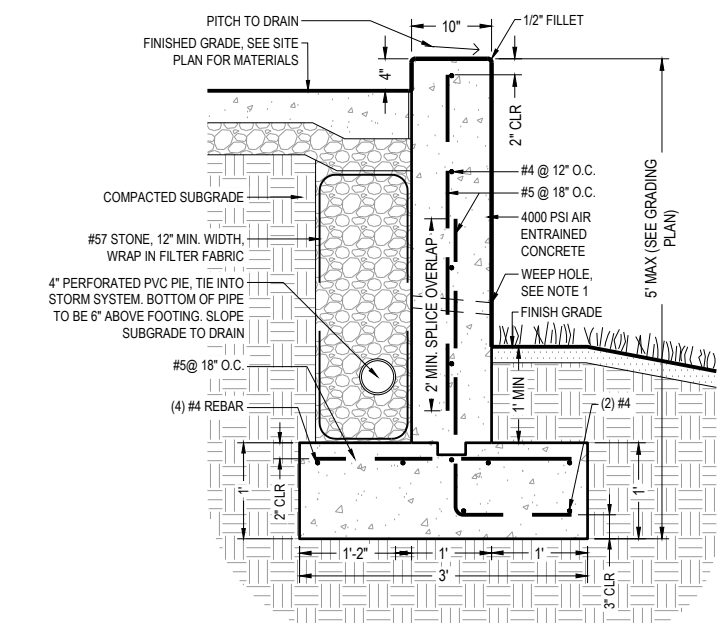 PITCH TO DRAIN
10"
1/2" FILLET
FINISHED GRADE, SEE SITE
PLAN FOR MATERIALS
4"
2" CLR
#4 @ 12" O.C.
#5 @ 18" O.C.
COMPACTED SUBGRADE
4000 PSI AIR
ENTRAINED
CONCRETE
#57 STONE, 12" MIN. WIDTH,
WRAP IN FILTER FABRIC
2' MIN. SPLICE OVERLAP
5' MAX (SEE GRADING
PLAN)
WEEP HOLE,
SEE NOTE 1
4" PERFORATED PVC PIE, TIE INTO
STORM SYSTEM. BOTTOM OF PIPE
TO BE 6" ABOVE FOOTING. SLOPE
SUBGRADE TO DRAIN
FINISH GRADE
#5@ 18" O.C.
1' MIN
(4) #4 REBAR
(2) #4
1'
2" CLR
1'
1'-2"
1'
1'
3'
3" CLR